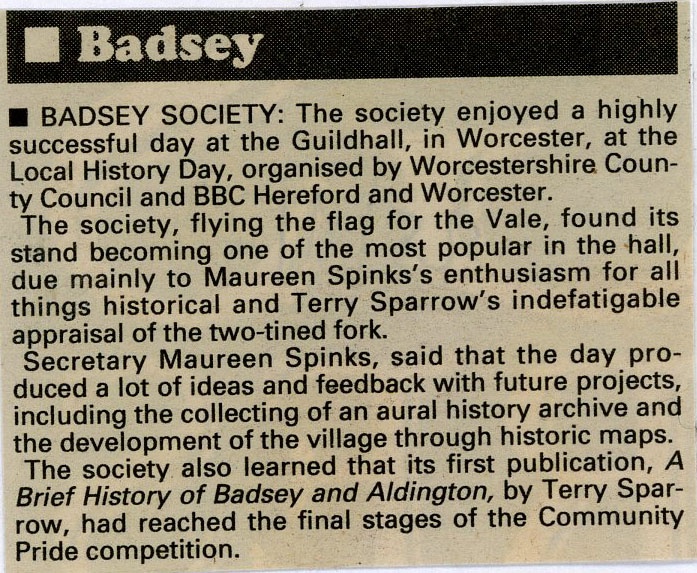 ■ Badsey
■ BADSEY SOCIETY: The society enjoyed a highly
successful day at the Guildhall, in Worcester, at the
Local History Day, organised by Worcestershire Coun-
ty Council and BBC Hereford and Worcester.
The society, flying the flag for the Vale, found its
stand becoming one of the most popular in the hall,
due mainly to Maureen Spinks's enthusiasm for all
things historical and Terry Sparrow's indefatigable
appraisal of the two-tined fork.
Secretary Maureen Spinks, said that the day pro-
duced a lot of ideas and feedback with future projects,
including the collecting of an aural history archive and
the development of the village through historic maps.
The society also learned that its first publication, A
Brief History of Badsey and Aldington, by Terry Spar-
row, had reached the final stages of the Community
Pride competition.